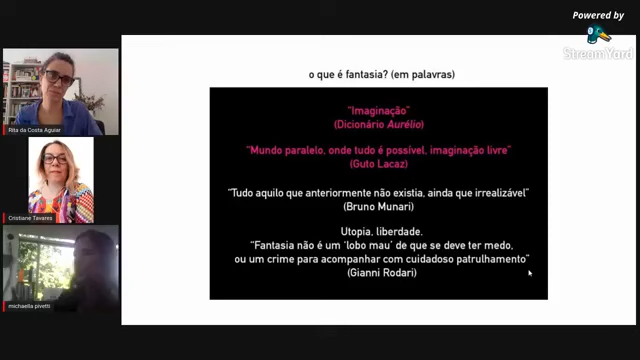 Powered by
StreamYard
o que é fantasia? (em palavras)
"Imaginação"
(Dicionário Aurélio)
"Mundo paralelo, onde tudo é possível, imaginação livre"
(Guto Lacaz)
"Tudo aquilo que anteriormente não existia, ainda que irrealizável"
(Bruno Munari)
Utopia, liberdade.
"Fantasia não é um 'lobo mau' de que se deve ter medo,
ou um crime para acompanhar com cuidadoso patrulhamento"
(Gianni Rodari)
Rita da Costa Aguiar
Cristiane Tavares
michaella pivetti